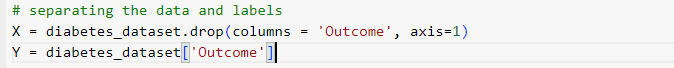 # separating the data and labels
X = diabetes_dataset.drop(columns = 'Outcome', axis=1)
Y = diabetes_dataset['Outcome']